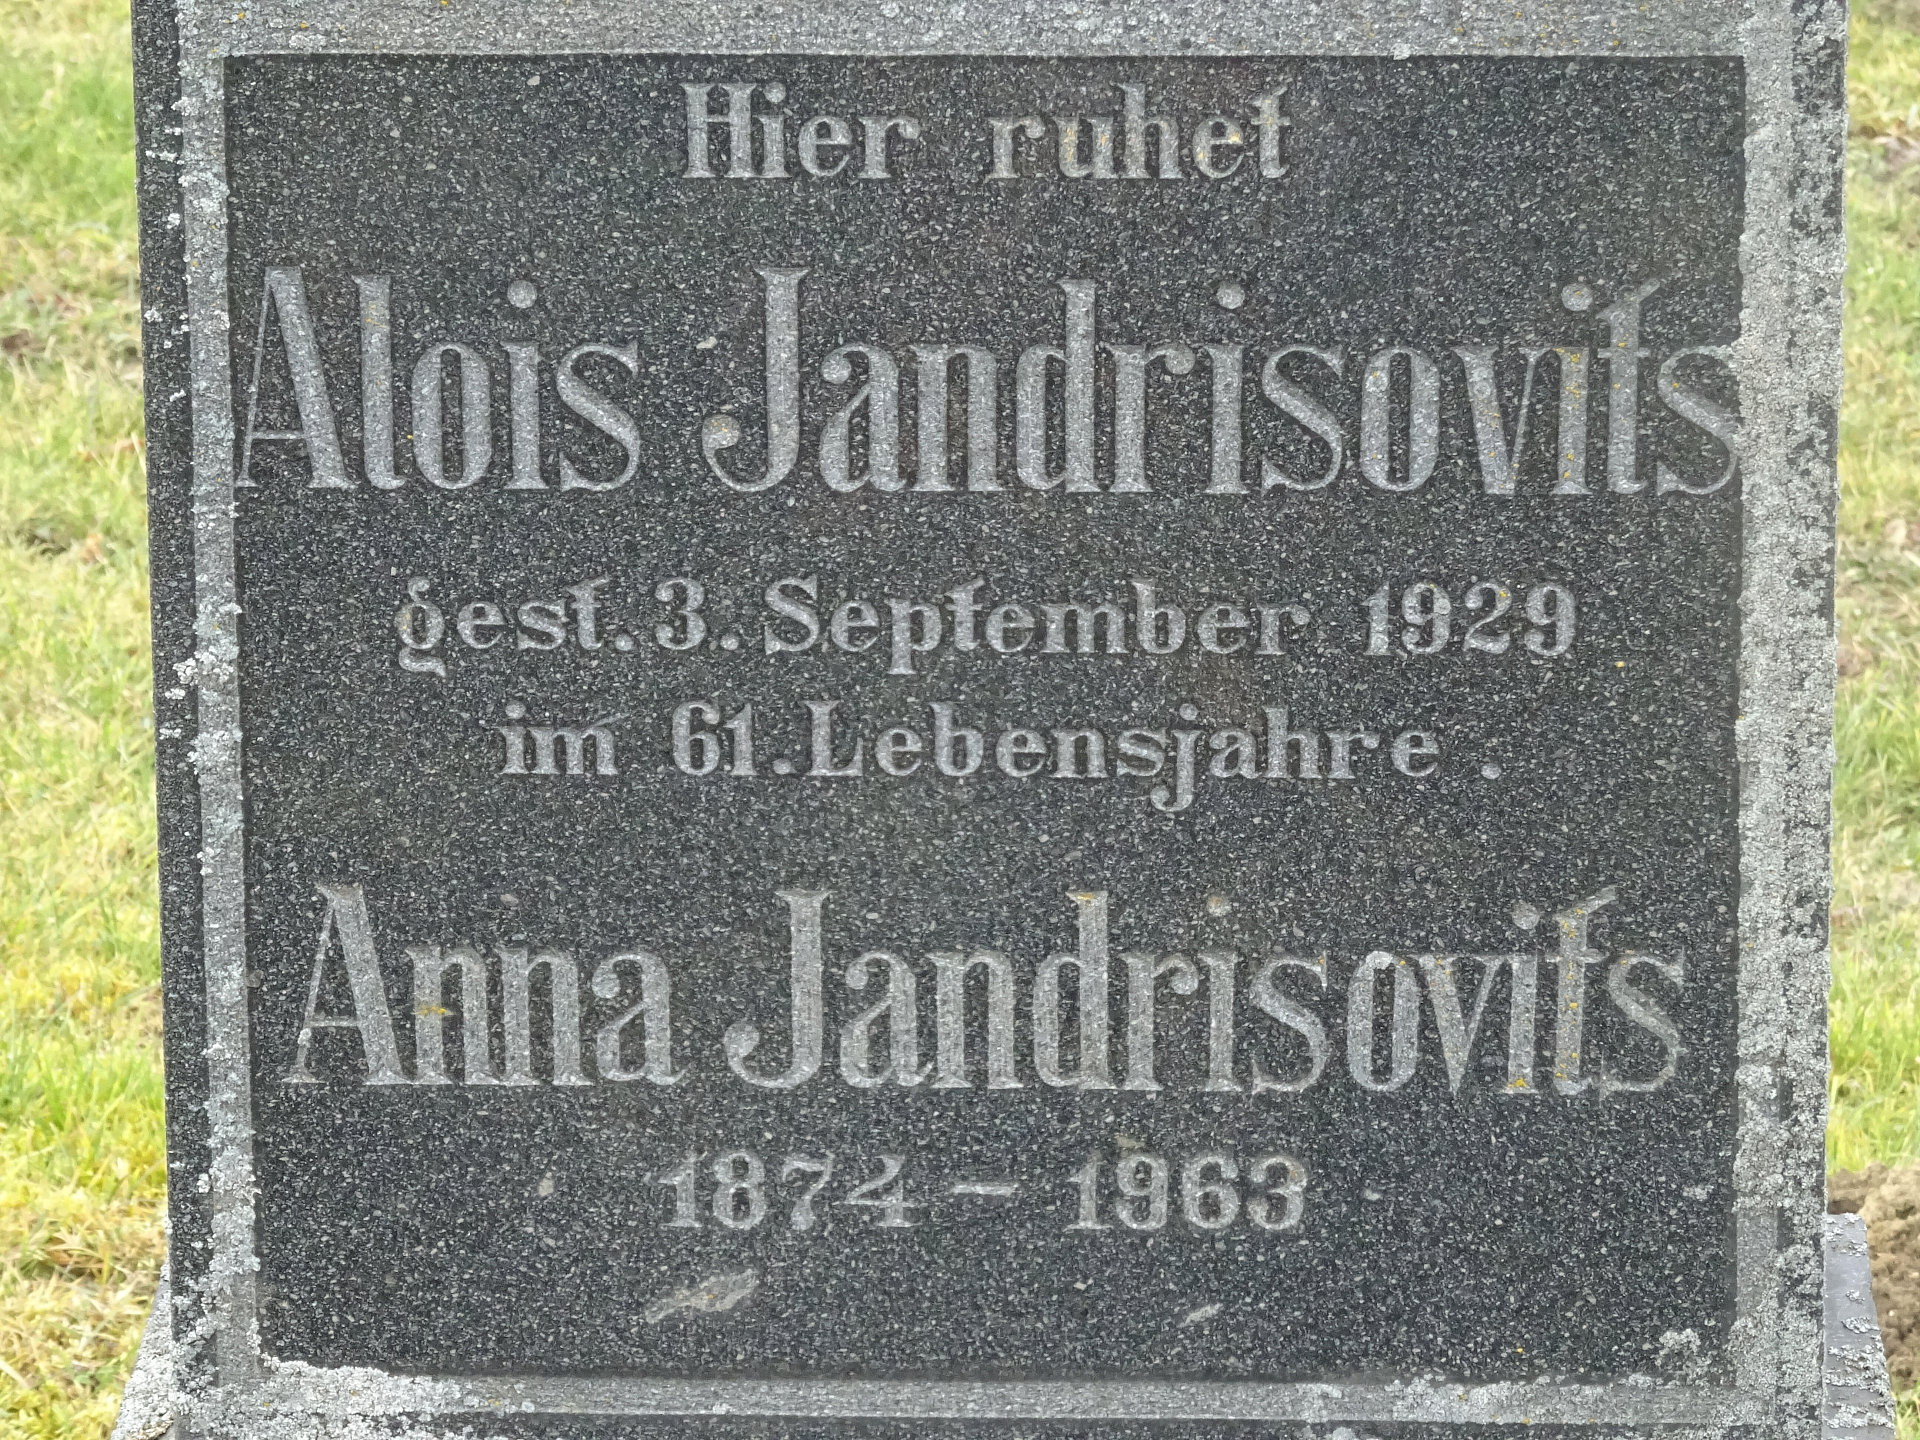 Hier ruhet
Alois Jandrisovits
gest. 3. September 1929
im 61. Lebensjahre.
Anna Jandrisovits
1874 – 1963